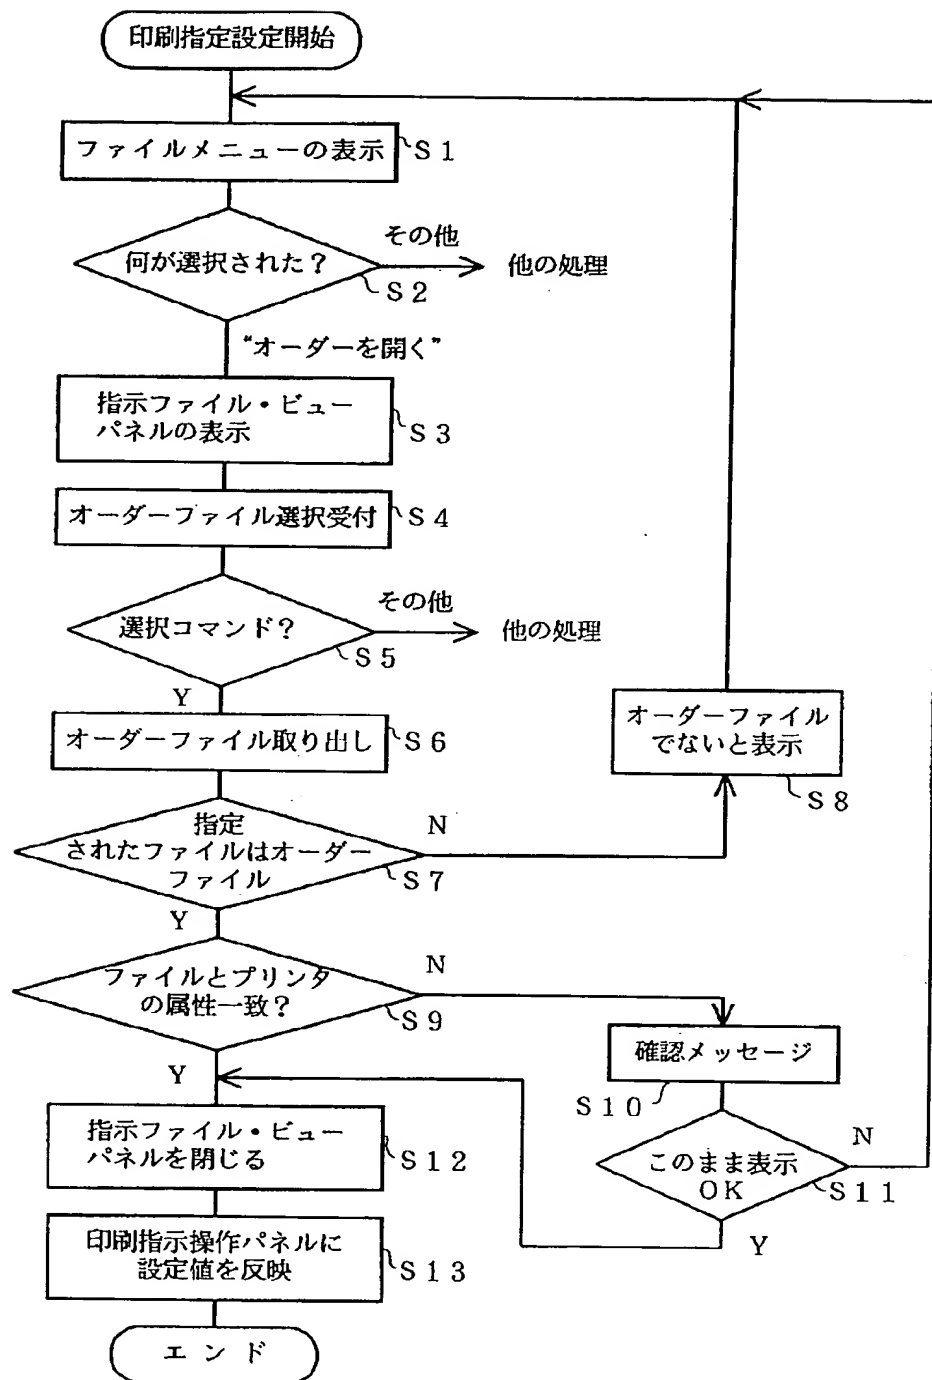 印刷指定設定開始
ファイルメニューの表示
S1
その他
何が選択された？
他の処理
S2
“オーダーを開く”
指示ファイル・ビュー
パネルの表示
S3
オーダーファイル選択受付
S4
その他
選択コマンド？
他の処理
S5
Y
オーダーファイル取り出し
S6
オーダーファイル
でないと表示
S8
指定
されたファイルはオーダー
ファイル
N
S7
Y
ファイルとプリンタ
の属性一致？
N
S9
確認メッセージ
S10
Y
指示ファイル・ビュー
パネルを閉じる
S12
このまま表示
OK
N
S11
Y
印刷指示操作パネルに
設定値を反映
S13
エンド